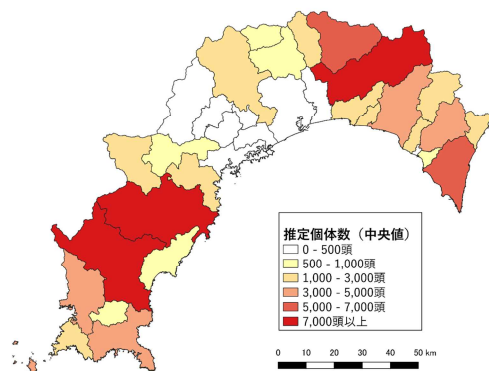 推定個体数（中央値）
0 - 500頭
500 - 1,000頭
1,000 - 3,000頭
3,000 - 5,000頭
5,000 - 7,000頭
7,000頭以上
0 10 20 30 40 50 km